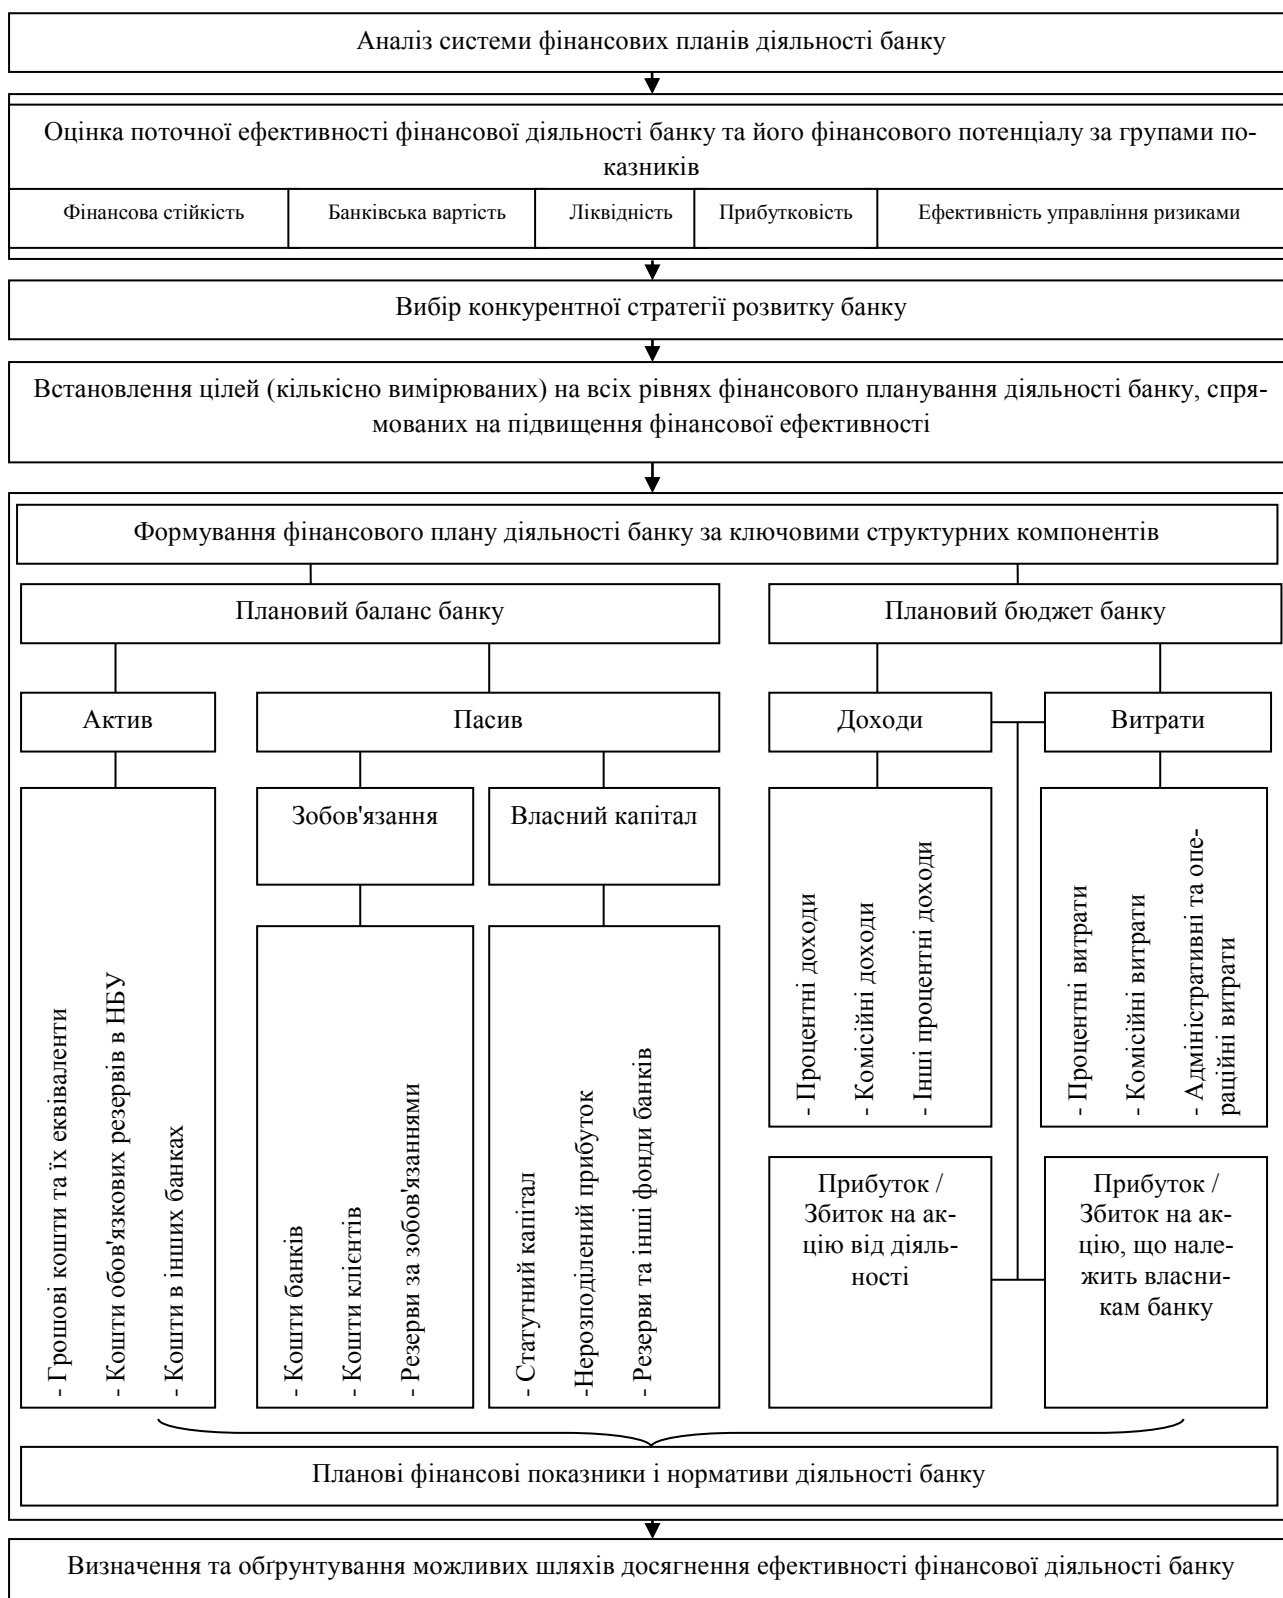 Аналіз системи фінансових планів діяльності банку
Оцінка поточної ефективності фінансової діяльності банку та його фінансового потенціалу за групами по-
казників
Фінансова стійкість
Банківська вартість
Ліквідність
Прибутковість
Ефективність управління ризиками
Вибір конкурентної стратегії розвитку банку
Встановлення цілей (кількісно вимірюваних) на всіх рівнях фінансового планування діяльності банку, спря-
мованих на підвищення фінансової ефективності
Формування фінансового плану діяльності банку за ключовими структурних компонентів
Плановий баланс банку
Плановий бюджет банку
Актив
Пасив
Доходи
Витрати
Зобов'язання
Власний капітал
- Грошові кошти та їх еквіваленти
- Кошти обов'язкових резервів в НБУ
- Кошти в інших банках
- Кошти банків
- Кошти клієнтів
- Резерви за зобов'язаннями
- Статутний капітал
-Нерозподілений прибуток
- Резерви та інші фонди банків
- Процентні доходи
- Комісійні доходи
- Інші процентні доходи
- Процентні витрати
- Комісійні витрати
- Адміністративні та опе-
раційні витрати
Прибуток /
Збиток на ак-
цію від діяль-
ності
Прибуток /
Збиток на ак-
цію, що нале-
жить власни-
кам банку
Планові фінансові показники і нормативи діяльності банку
Визначення та обґрунтування можливих шляхів досягнення ефективності фінансової діяльності банку